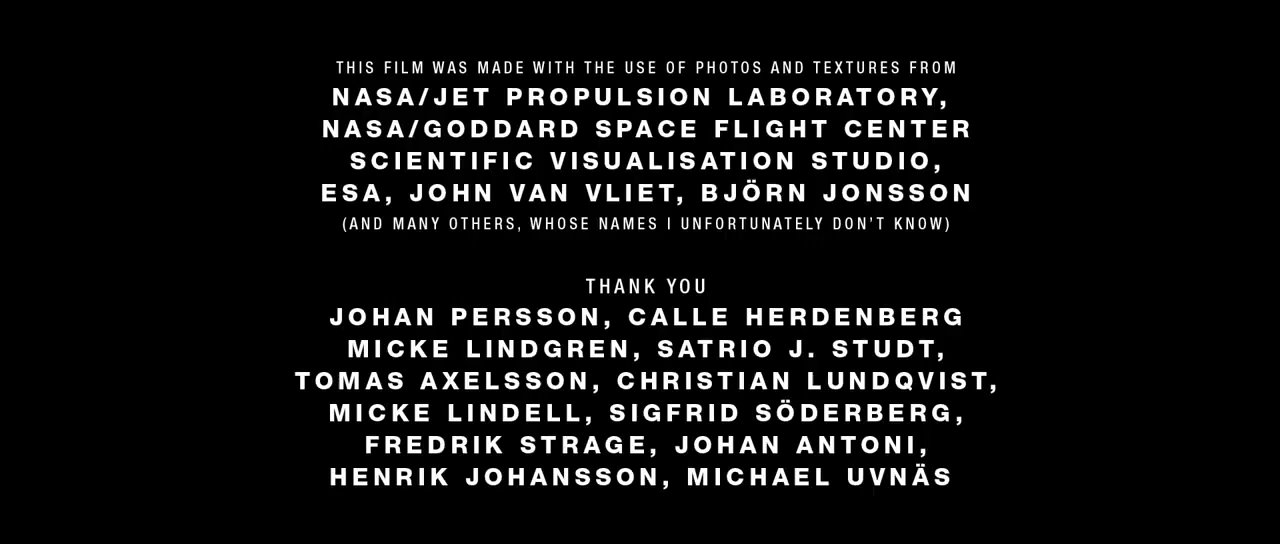 THIS FILM WAS MADE WITH THE USE OF PHOTOS AND TEXTURES FROM
NASA/JET PROPULSION LABORATORY,
NASA/GODDARD SPACE FLIGHT CENTER
SCIENTIFIC VISUALISATION STUDIO,
ESA, JOHN VAN VLIET, BJÖRN JONSSON
(AND MANY OTHERS, WHOSE NAMES I UNFORTUNATELY DON'T KNOW)
THANK YOU
JOHAN PERSSON, CALLE HERDENBERG
MICKE LINDGREN, SATRIO J. STUDT,
TOMAS AXELSSON, CHRISTIAN LUNDQVIST,
MICKE LINDELL, SIGFRID SÖDERBERG,
FREDRIK STRAGE, JOHAN ANTONI,
HENRIK JOHANSSON, MICHAEL UVNÄS